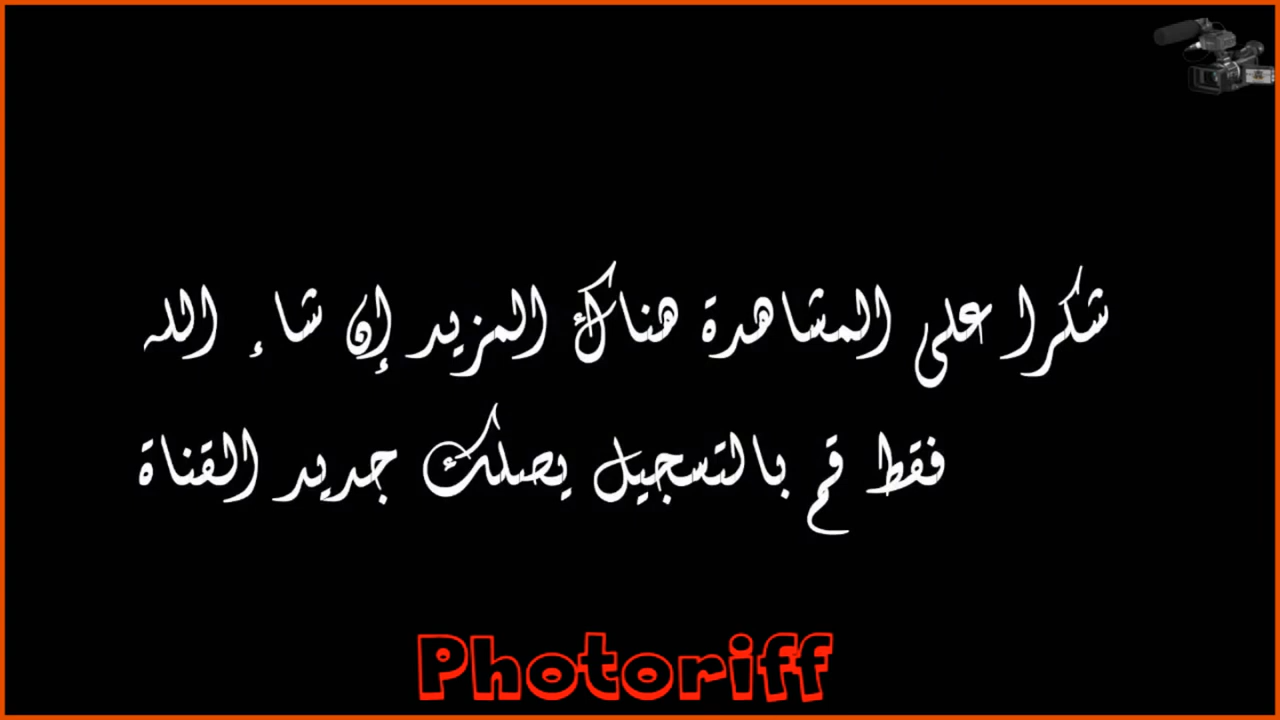 شكرا على المشاهدة هناك المزيد إن شاء الله
فقط قم بالتسجيل يصلك جديد القناة
Photoriff